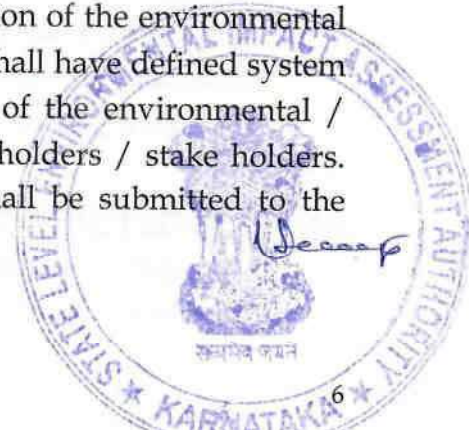 on of the environmental
hall have defined system
of the environmental /
holders / stake holders.
all be submitted to the
STATE LEVEL ENVIRONMENTAL IMPACT ASSESSMENT AUTHORITY
सत्यमेव जयते
★ KARNATAKA ★
6